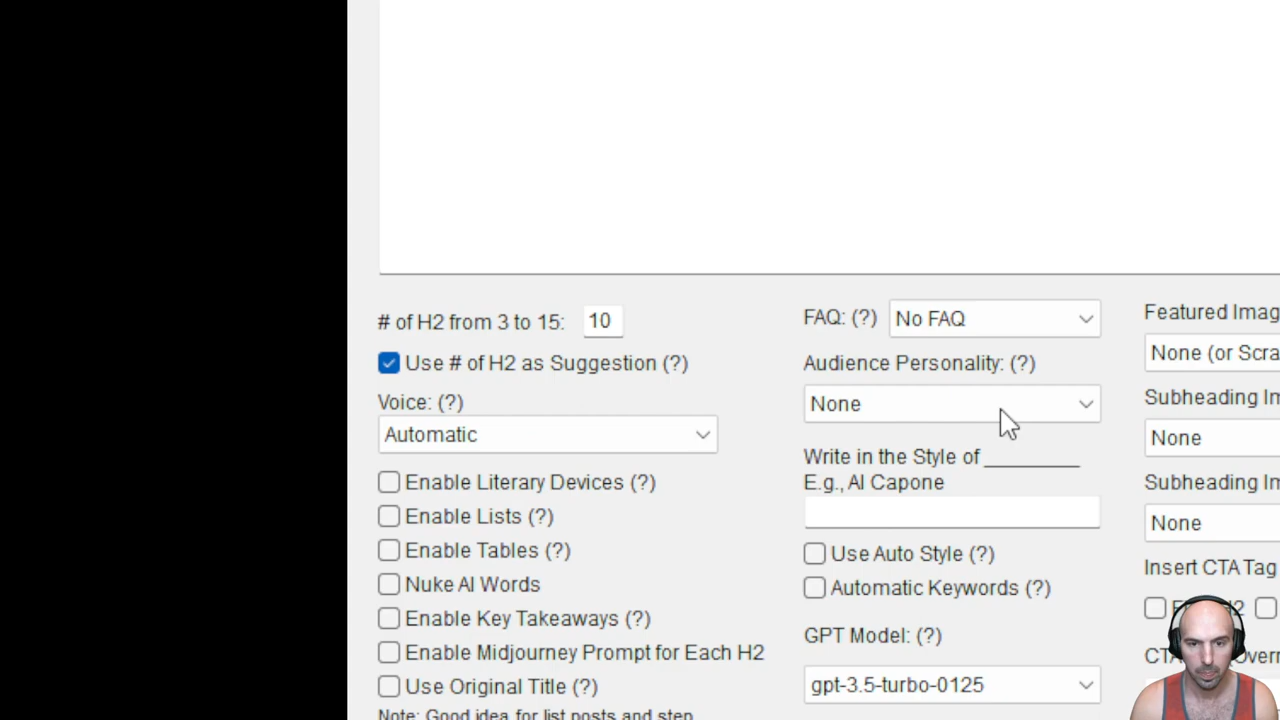 # of H2 from 3 to 15: 10
Use # of H2 as Suggestion (?)
Voice: (?)
Automatic
Enable Literary Devices (?)
Enable Lists (?)
Enable Tables (?)
Nuke AI Words
Enable Key Takeaways (?)
Enable Midjourney Prompt for Each H2
Use Original Title (?)
Note: Good idea for list posts and step
FAQ: (?) No FAQ
Audience Personality: (?)
None
Write in the Style of _________
E.g., Al Capone
Use Auto Style (?)
Automatic Keywords (?)
GPT Model: (?)
gpt-3.5-turbo-0125
Featured Imag
None (or Scra
Subheading Im
None
Subheading Im
None
Insert CTA Tag